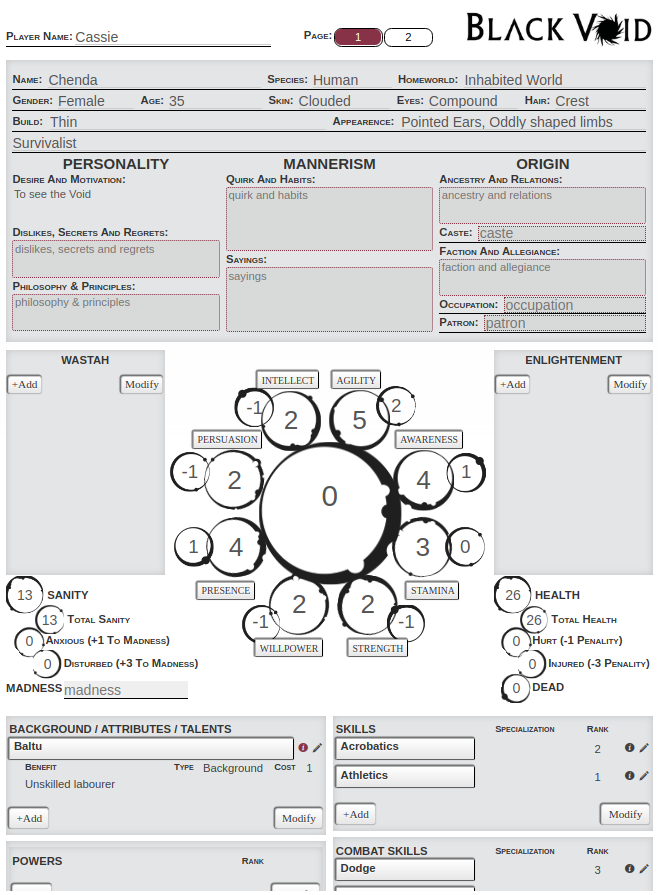 Player Name: Cassie Page: 1 2 BLACK VOID
Name: Chenda Species: Human Homeworld: Inhabited World
Gender: Female Age: 35 Skin: Clouded Eyes: Compound Hair: Crest
Build: Thin Appearence: Pointed Ears, Oddly shaped limbs
Survivalist
PERSONALITY MANNERISM ORIGIN
Desire And Motivation: Quirk And Habits: Ancestry And Relations:
To see the Void quirk and habits ancestry and relations
Dislikes, Secrets And Regrets: Caste: caste
dislikes, secrets and regrets Faction And Allegiance:
Sayings: faction and allegiance
Philosophy & Principles: sayings
philosophy & principles Occupation: occupation
Patron: patron
WASTAH ENLIGHTENMENT
+Add Modify INTELLECT AGILITY +Add Modify
-1 2 5 2
PERSUASION AWARENESS
-1 2 4 1
0
1 4 3 0
PRESENCE STAMINA
-1 2 2 -1
WILLPOWER STRENGTH
13 SANITY 26 HEALTH
13 Total Sanity 26 Total Health
0 Anxious (+1 To Madness) 0 Hurt (-1 Penality)
0 Disturbed (+3 To Madness) 0 Injured (-3 Penality)
MADNESS madness 0 DEAD
BACKGROUND / ATTRIBUTES / TALENTS
Baltu
Benefit Type Background Cost 1
Unskilled labourer
+Add Modify
SKILLS Specialization Rank
Acrobatics 2
Athletics 1
+Add Modify
POWERS Rank
COMBAT SKILLS Specialization Rank
Dodge 3